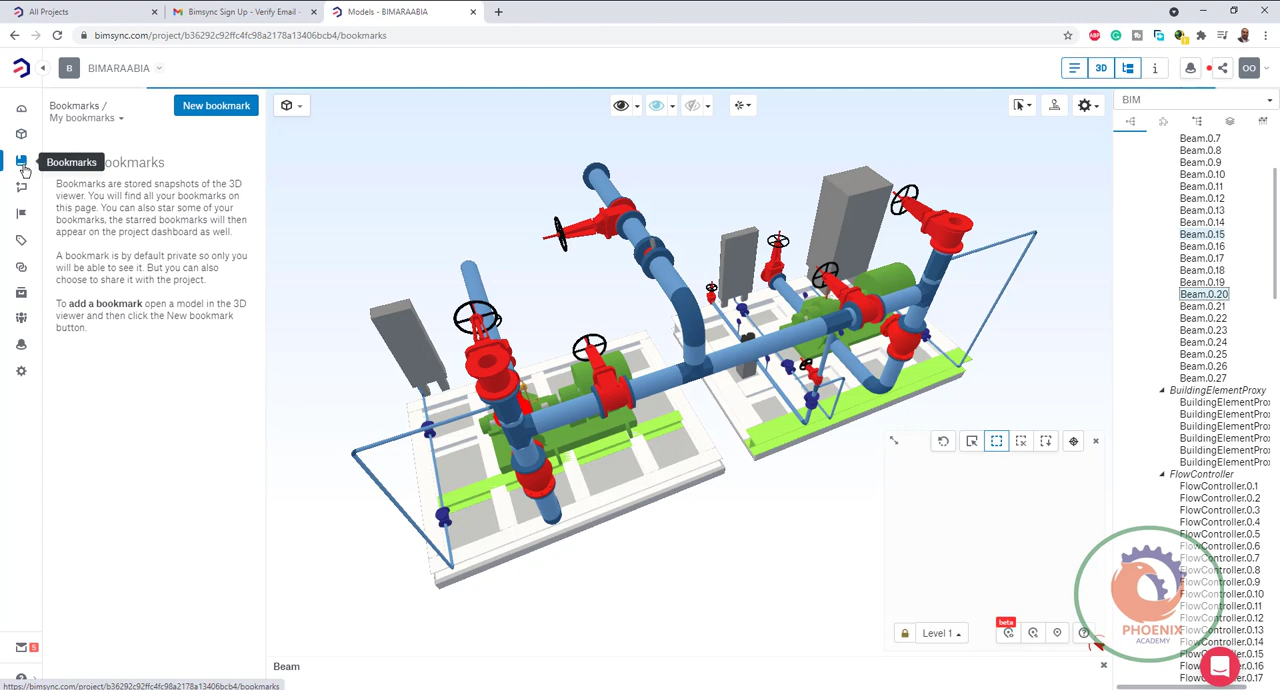 All Projects
Bimsync Sign Up - Verify Email -
Models - BIMARAABIA
bimsync.com/project/b36292c92ffc4fc98a2178a13406bcb4/bookmarks
B
BIMARAABIA
3D
OO
Bookmarks /
My bookmarks
New bookmark
Bookmarks
ookmarks
Bookmarks are stored snapshots of the 3D
viewer. You will find all your bookmarks on
this page. You can also star some of your
bookmarks, the starred bookmarks will then
appear on the project dashboard as well.
A bookmark is by default private so only you
will be able to see it. But you can also
choose to share it with the project.
To add a bookmark open a model in the 3D
viewer and then click the New bookmark
button.
5
BIM
Beam.0.7
Beam.0.8
Beam.0.9
Beam.0.10
Beam.0.11
Beam.0.12
Beam.0.13
Beam.0.14
Beam.0.15
Beam.0.16
Beam.0.17
Beam.0.18
Beam.0.19
Beam.0.20
Beam.0.21
Beam.0.22
Beam.0.23
Beam.0.24
Beam.0.25
Beam.0.26
Beam.0.27
BuildingElementProxy
BuildingElementProx
BuildingElementProx
BuildingElementProx
BuildingElementProx
BuildingElementProx
BuildingElementProx
FlowController
FlowController.0.1
FlowController.0.2
FlowController.0.3
FlowController.0.4
FlowController.0.5
FlowController.0.6
FlowController.0.7
FlowController.0.8
FlowController.0.9
FlowController.0.10
FlowController.0.11
FlowController.0.12
FlowController.0.13
FlowController.0.14
FlowController.0.15
FlowController.0.16
FlowController.0.17
Level 1
beta
PHOENIX
ACADEMY
Beam
https://bimsync.com/project/b36292c92ffc4fc98a2178a13406bcb4/bookmarks